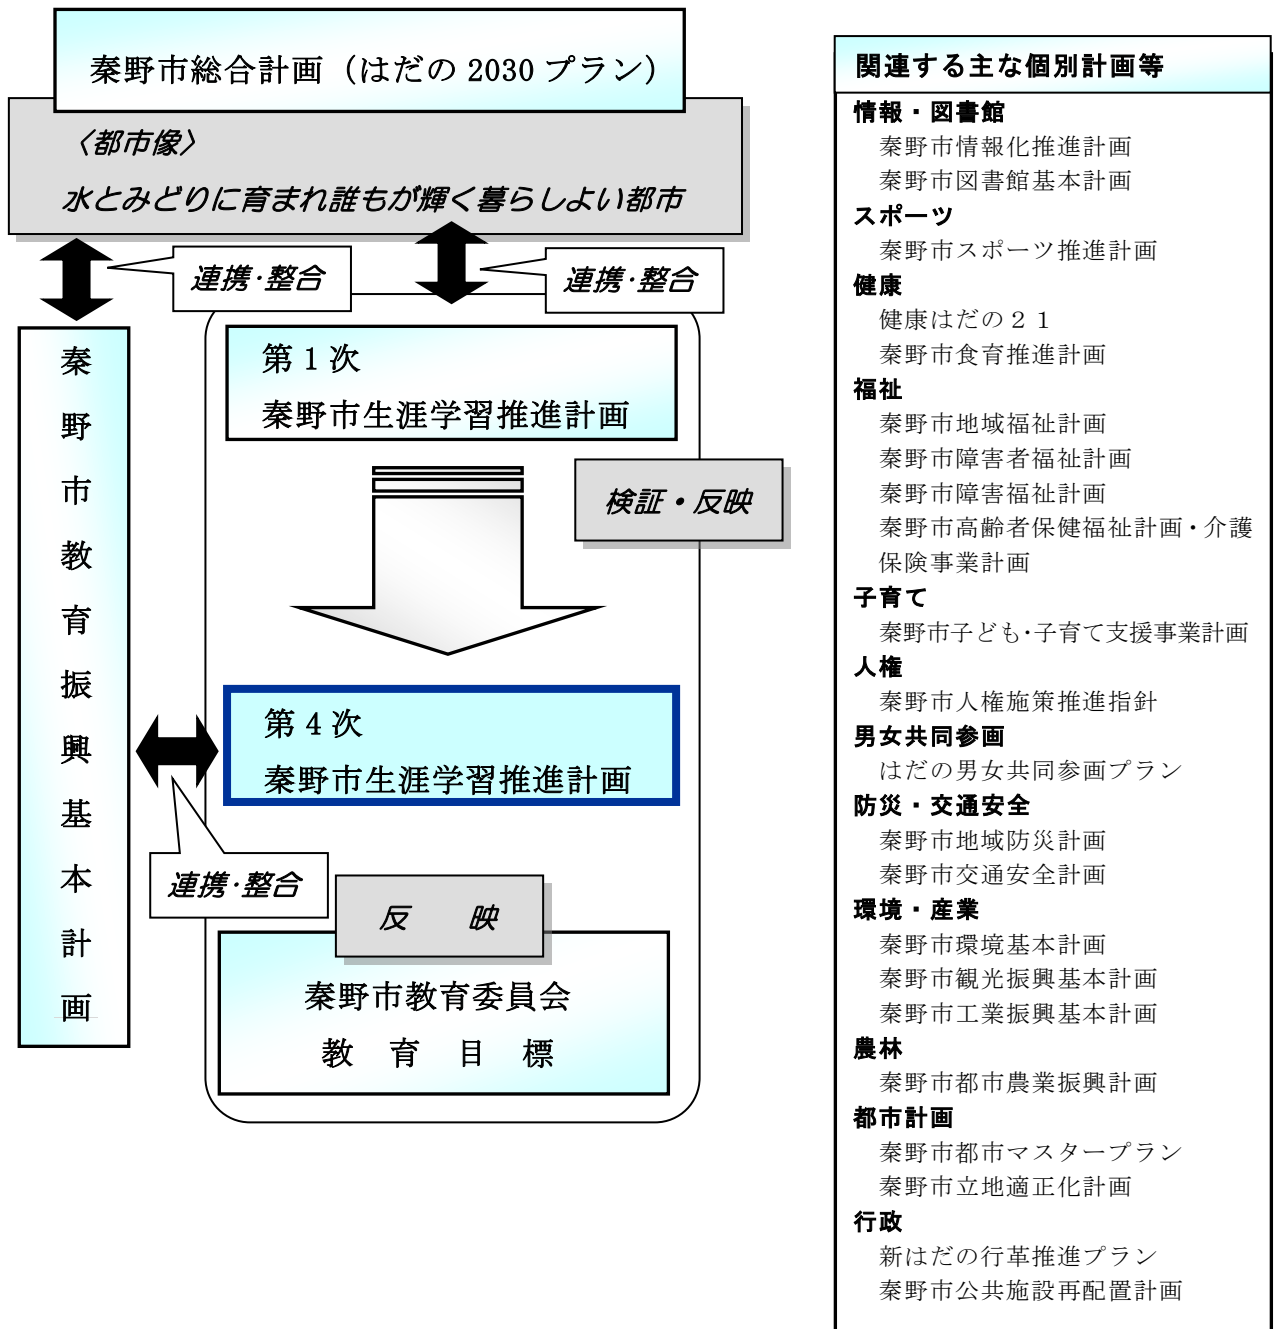 秦野市総合計画（はだの 2030 プラン）
〈都市像〉
水とみどりに育まれ誰もが輝く暮らしよい都市
連携・整合
連携・整合
秦野市教育振興基本計画
第 1 次
秦野市生涯学習推進計画
検証・反映
第 4 次
秦野市生涯学習推進計画
連携・整合
反　映
秦野市教育委員会
教　育　目　標
関連する主な個別計画等
情報・図書館
秦野市情報化推進計画
秦野市図書館基本計画
スポーツ
秦野市スポーツ推進計画
健康
健康はだの２１
秦野市食育推進計画
福祉
秦野市地域福祉計画
秦野市障害者福祉計画
秦野市障害福祉計画
秦野市高齢者保健福祉計画・介護
保険事業計画
子育て
秦野市子ども・子育て支援事業計画
人権
秦野市人権施策推進指針
男女共同参画
はだの男女共同参画プラン
防災・交通安全
秦野市地域防災計画
秦野市交通安全計画
環境・産業
秦野市環境基本計画
秦野市観光振興基本計画
秦野市工業振興基本計画
農林
秦野市都市農業振興計画
都市計画
秦野市都市マスタープラン
秦野市立地適正化計画
行政
新はだの行革推進プラン
秦野市公共施設再配置計画